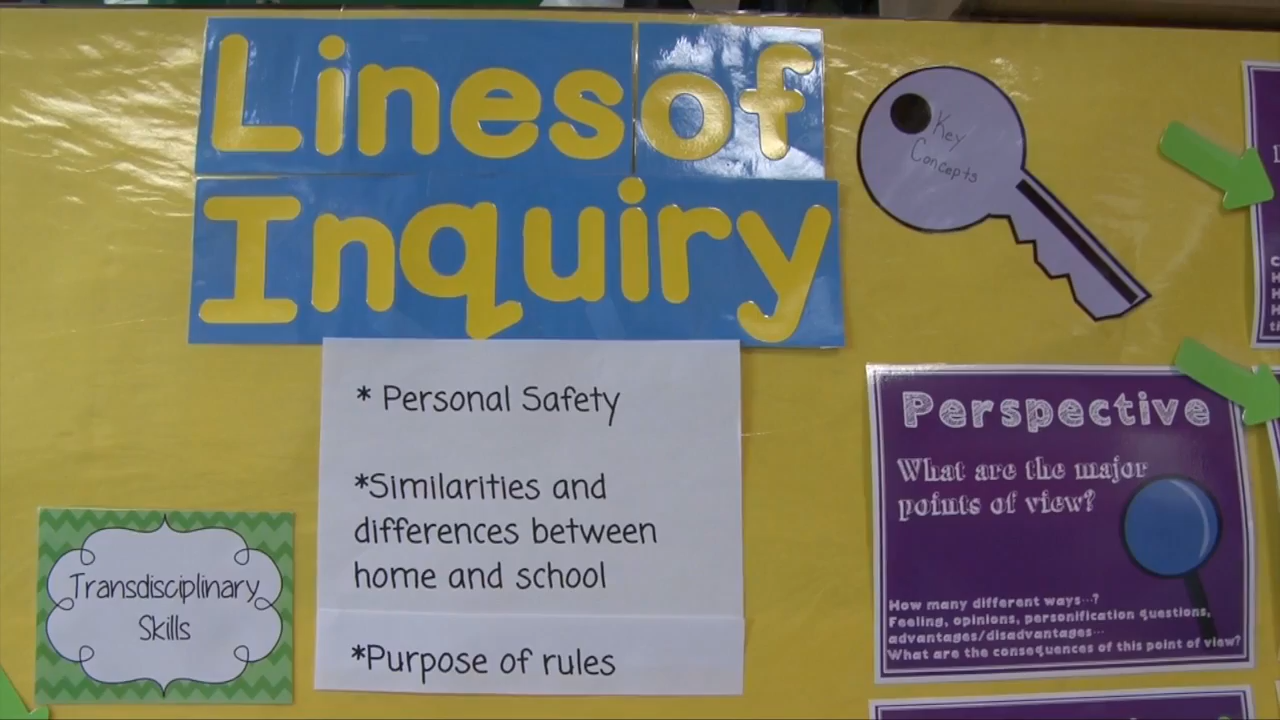 Lines of
Inquiry
Key
Concepts
* Personal Safety
*Similarities and
differences between
home and school
*Purpose of rules
Transdisciplinary
Skills
Perspective
What are the major
points of view?
How many different ways...?
Feeling, opinions, personification questions,
advantages/disadvantages...
What are the consequences of this point of view?